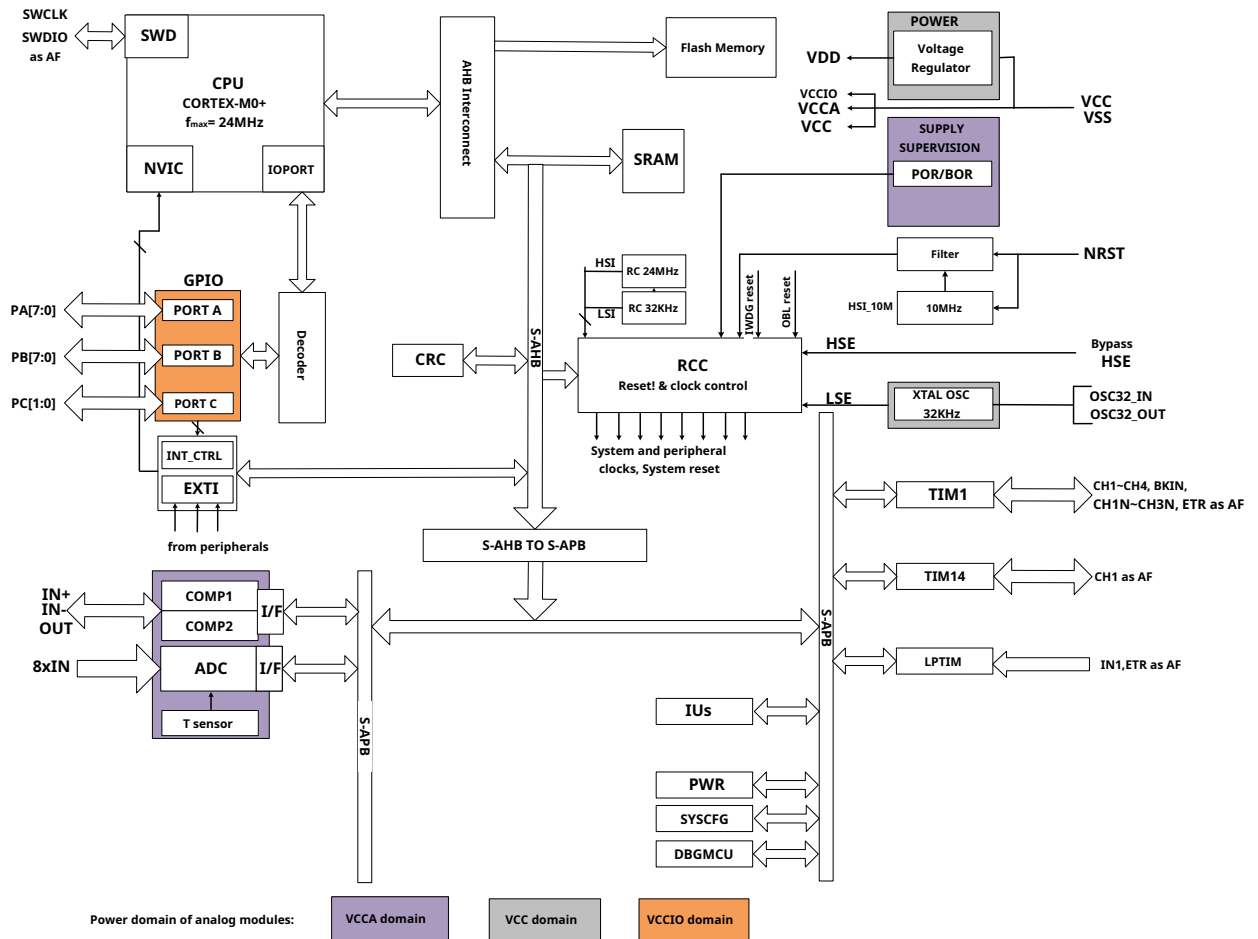 SWCLK
SWDIO
as AF
SWD
CPU
CORTEX-M0+
fmax= 24MHz
NVIC
IOPORT
AHB Interconnect
Flash Memory
SRAM
POWER
Voltage
Regulator
VDD
VCCIO
VCCA
VCC
VCC
VSS
SUPPLY
SUPERVISION
POR/BOR
Filter
NRST
HSI_10M
10MHz
GPIO
PA[7:0]
PORT A
PB[7:0]
PORT B
PC[1:0]
PORT C
Decoder
INT_CTRL
EXTI
from peripherals
CRC
S-AHB
HSI
RC 24MHz
LSI
RC 32KHz
IWDG reset
OBL reset
RCC
Reset! & clock control
HSE
Bypass
HSE
LSE
XTAL OSC
32KHz
OSC32_IN
OSC32_OUT
System and peripheral
clocks, System reset
S-AHB TO S-APB
IN+
IN-
OUT
COMP1
COMP2
I/F
8xIN
ADC
I/F
T sensor
S-APB
S-APB
TIM1
CH1~CH4, BKIN,
CH1N~CH3N, ETR as AF
TIM14
CH1 as AF
LPTIM
IN1,ETR as AF
IUs
PWR
SYSCFG
DBGMCU
Power domain of analog modules:
VCCA domain
VCC domain
VCCIO domain